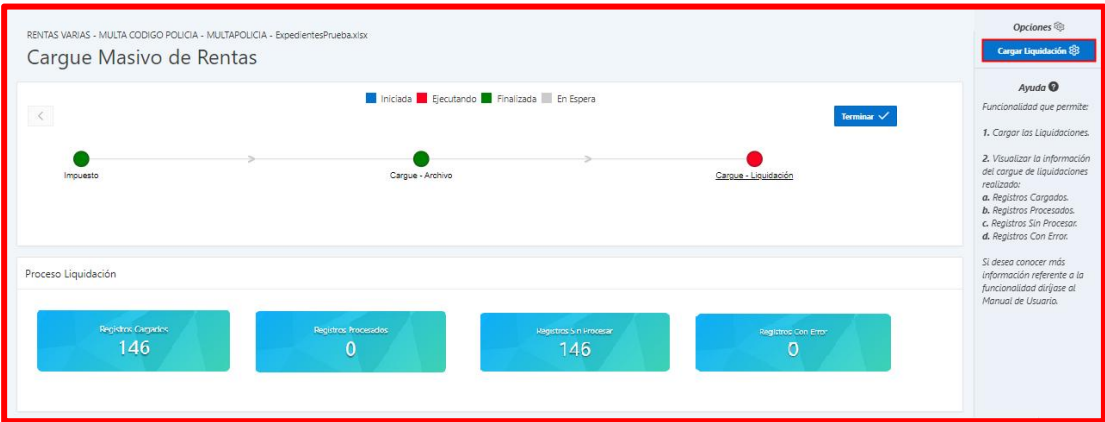 RENTAS VARIAS - MULTA CODIGO POLICIA - MULTAPOLICIA - ExpedientesPrueba.xlsx
Cargue Masivo de Rentas
Iniciada Ejecutando Finalizada En Espera
Terminar
Impuesto
Cargue - Archivo
Cargue - Liquidación
Proceso Liquidación
Registros Cargados
146
Registros Procesados
0
Registros Sin Procesar
146
Registros Con Error
0
Opciones
Cargar Liquidación
Ayuda
Funcionalidad que permite:
1. Cargar las Liquidaciones.
2. Visualizar la información
del cargue de liquidaciones
realizado:
a. Registros Cargados.
b. Registros Procesados.
c. Registros Sin Procesar.
d. Registros Con Error.
Si desea conocer más
información referente a la
funcionalidad diríjase al
Manual de Usuario.